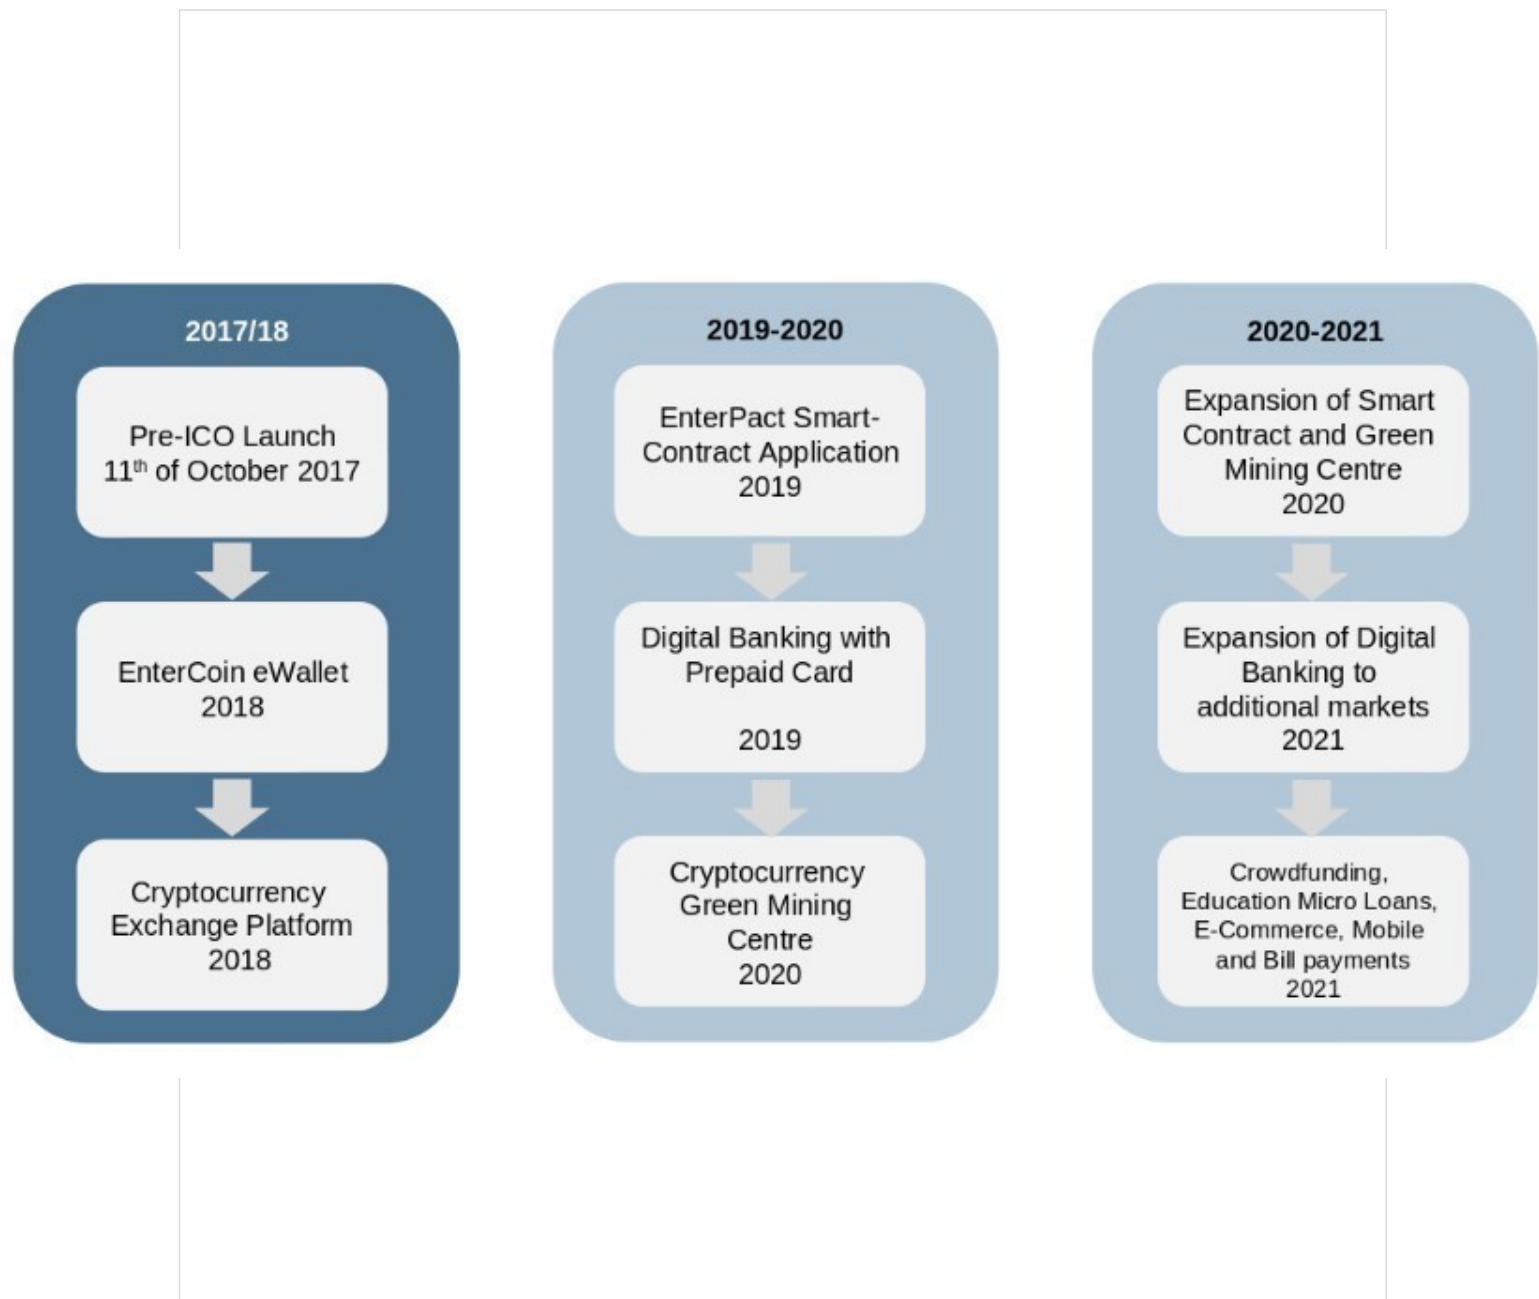 2017/18
Pre-ICO Launch
11th of October 2017
EnterCoin eWallet
2018
Cryptocurrency
Exchange Platform
2018
2019-2020
EnterPact Smart-
Contract Application
2019
Digital Banking with
Prepaid Card
2019
Cryptocurrency
Green Mining
Centre
2020
2020-2021
Expansion of Smart
Contract and Green
Mining Centre
2020
Expansion of Digital
Banking to
additional markets
2021
Crowdfunding,
Education Micro Loans,
E-Commerce, Mobile
and Bill payments
2021